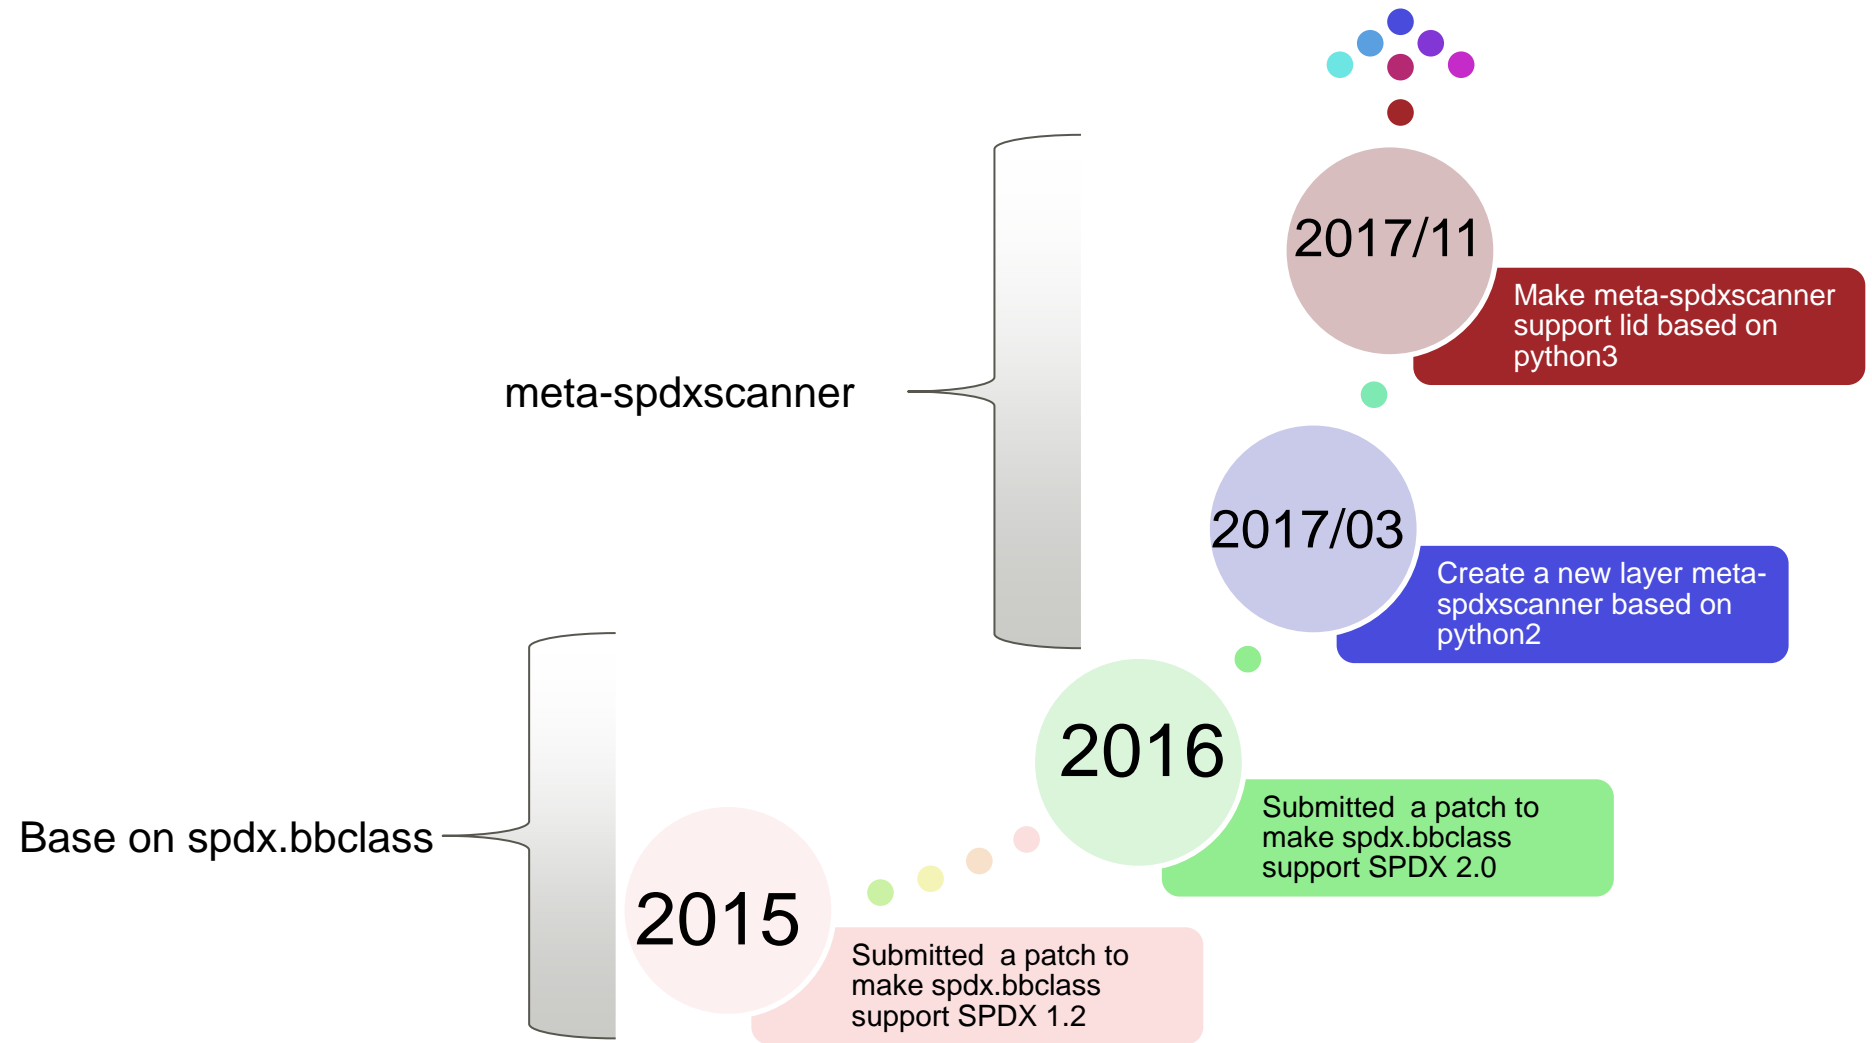 2017/11
Make meta-spdxscanner
support lid based on
python3
meta-spdxscanner
2017/03
Create a new layer meta-
spdxscanner based on
python2
2016
Submitted  a patch to
make spdx.bbclass
support SPDX 2.0
Base on spdx.bbclass
2015
Submitted  a patch to
make spdx.bbclass
support SPDX 1.2